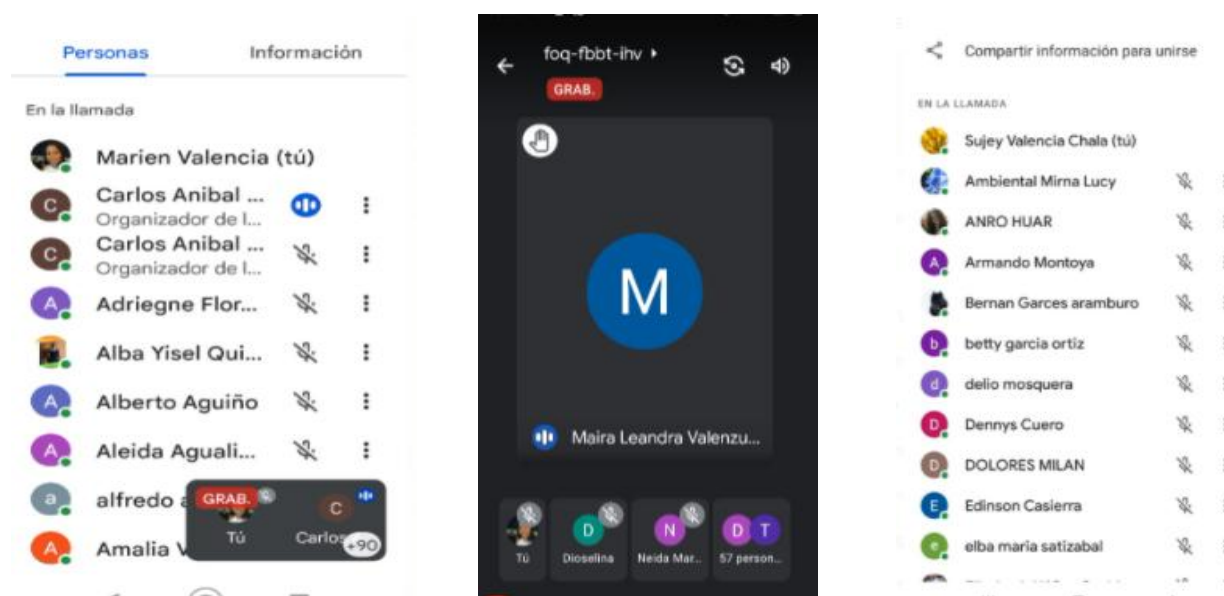 Personas Información
En la llamada
Marien Valencia (tú)
C
Carlos Anibal ...
Organizador de l...
C
Carlos Anibal ...
Organizador de l...
A Adriegne Flor...
Alba Yisel Qui...
A Alberto Aguiño
A Aleida Aguali...
a alfredo
A Amalia
GRAB.
C
Tú Carlos
+90
foq-fbbt-ihv
GRAB.
M
Maira Leandra Valenzu...
D N D T
Tú Dioselina Neida Mar... 57 person...
Compartir información para unirse
EN LA LLAMADA
Sujey Valencia Chala (tú)
Ambiental Mirna Lucy
ANRO HUAR
A Armando Montoya
Bernan Garces aramburo
b betty garcia ortiz
d delio mosquera
D Dennys Cuero
D DOLORES MILAN
E Edinson Casierra
e elba maria satizabal